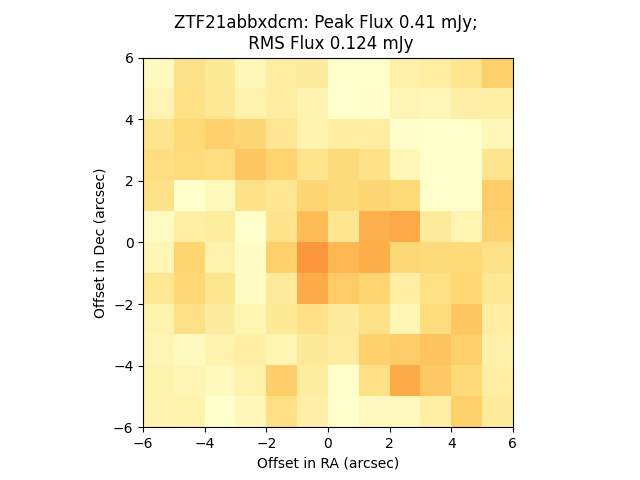 ZTF21abbxdcm: Peak Flux 0.41 mJy;
RMS Flux 0.124 mJy
6
4
2
0
−2
−4
−6
Offset in Dec (arcsec)
−6 −4 −2 0 2 4 6
Offset in RA (arcsec)